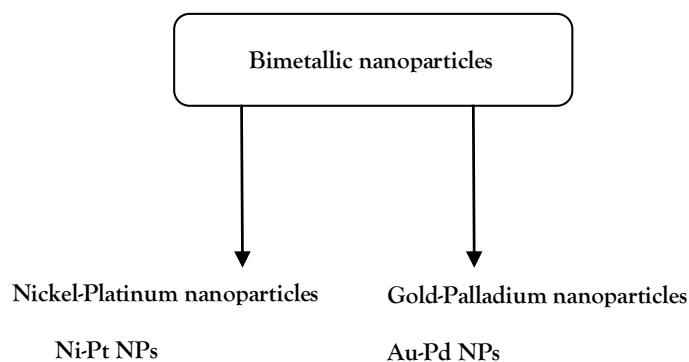 Bimetallic nanoparticles
Nickel-Platinum nanoparticles
Ni-Pt NPs
Gold-Palladium nanoparticles
Au-Pd NPs